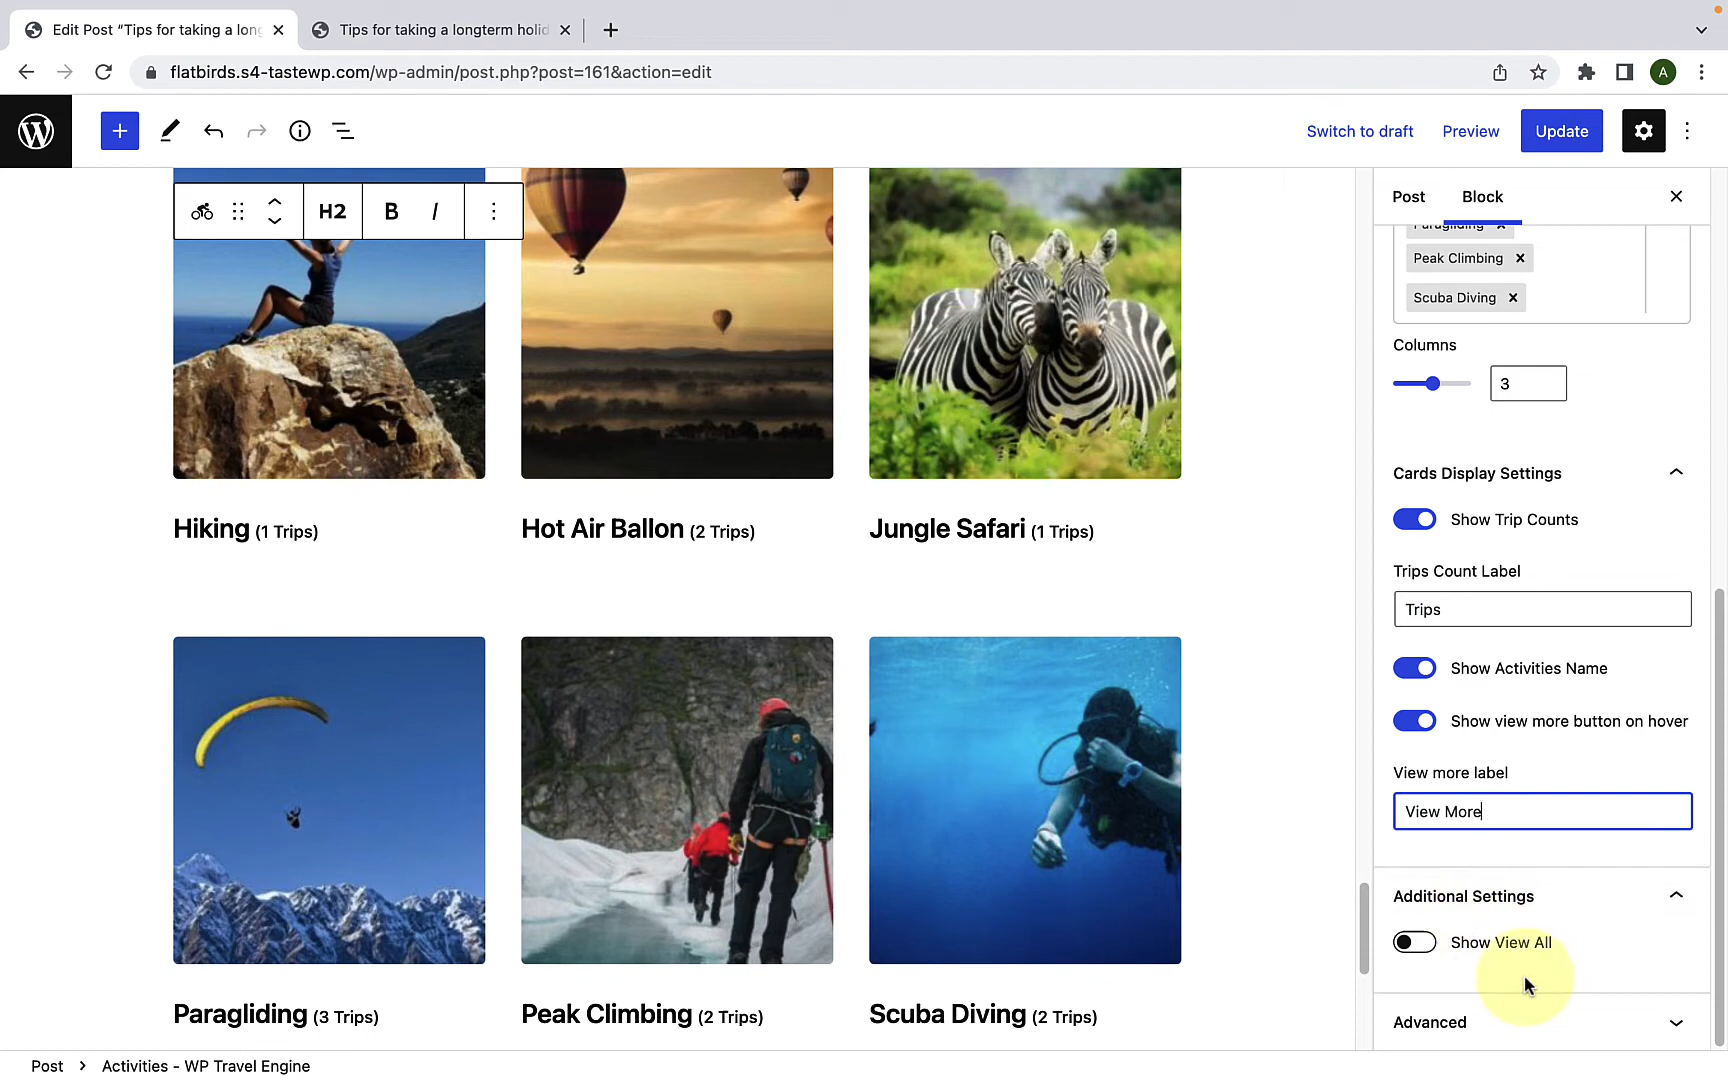 Edit Post “Tips for taking a long
Tips for taking a longterm holid
flatbirds.s4-tastewp.com/wp-admin/post.php?post=161&action=edit
A
Switch to draft
Preview
Update
H2
B
I
Post
Block
Paragliding
Peak Climbing
Scuba Diving
Columns
3
Cards Display Settings
Show Trip Counts
Trips Count Label
Trips
Show Activities Name
Show view more button on hover
View more label
View More
Additional Settings
Show View All
Advanced
Hiking (1 Trips)
Hot Air Ballon (2 Trips)
Jungle Safari (1 Trips)
Paragliding (3 Trips)
Peak Climbing (2 Trips)
Scuba Diving (2 Trips)
Post
Activities - WP Travel Engine